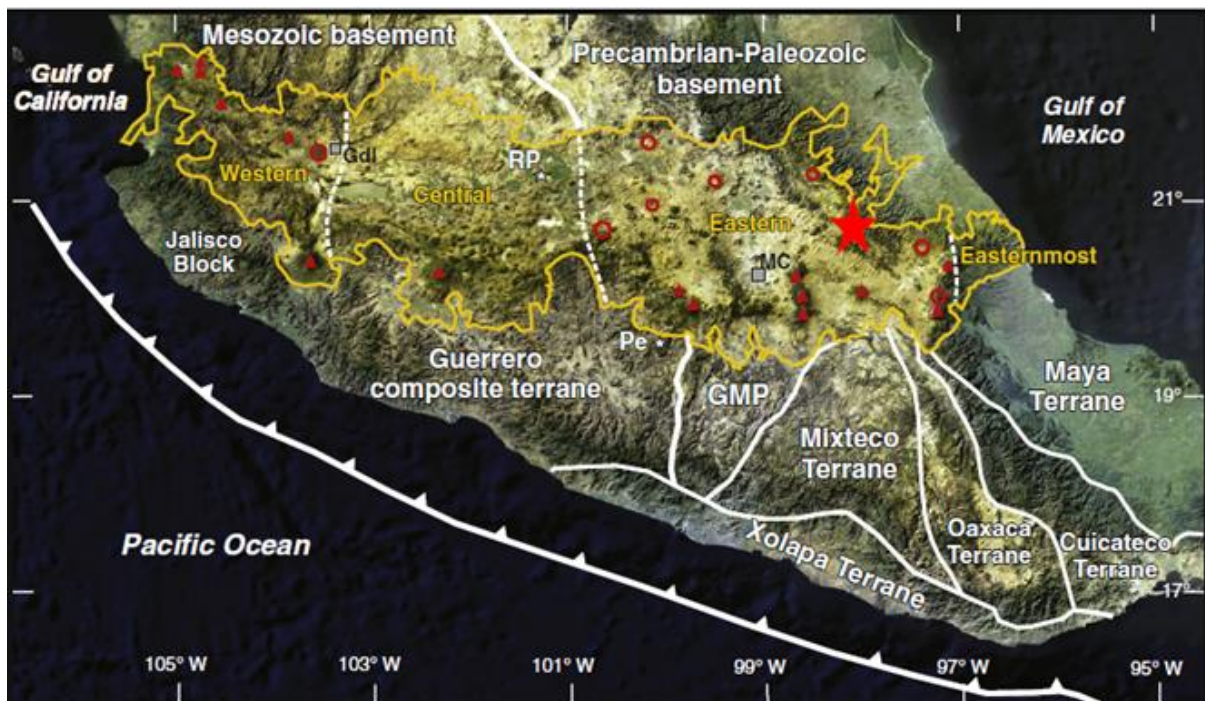 Mesozoic basement
Precambrian-Paleozoic
basement
Gulf of
California
Gulf of
Mexico
Gdl
RP
Western
Central
Eastern
21°
Jalisco
Block
MC
Easternmost
Pe
Guerrero
composite terrane
GMP
Maya
Terrane
19°
Mixteco
Terrane
Pacific Ocean
Xolapa Terrane
Oaxaca
Terrane
Cuicateco
Terrane
17°
105° W
103° W
101° W
99° W
97° W
95° W